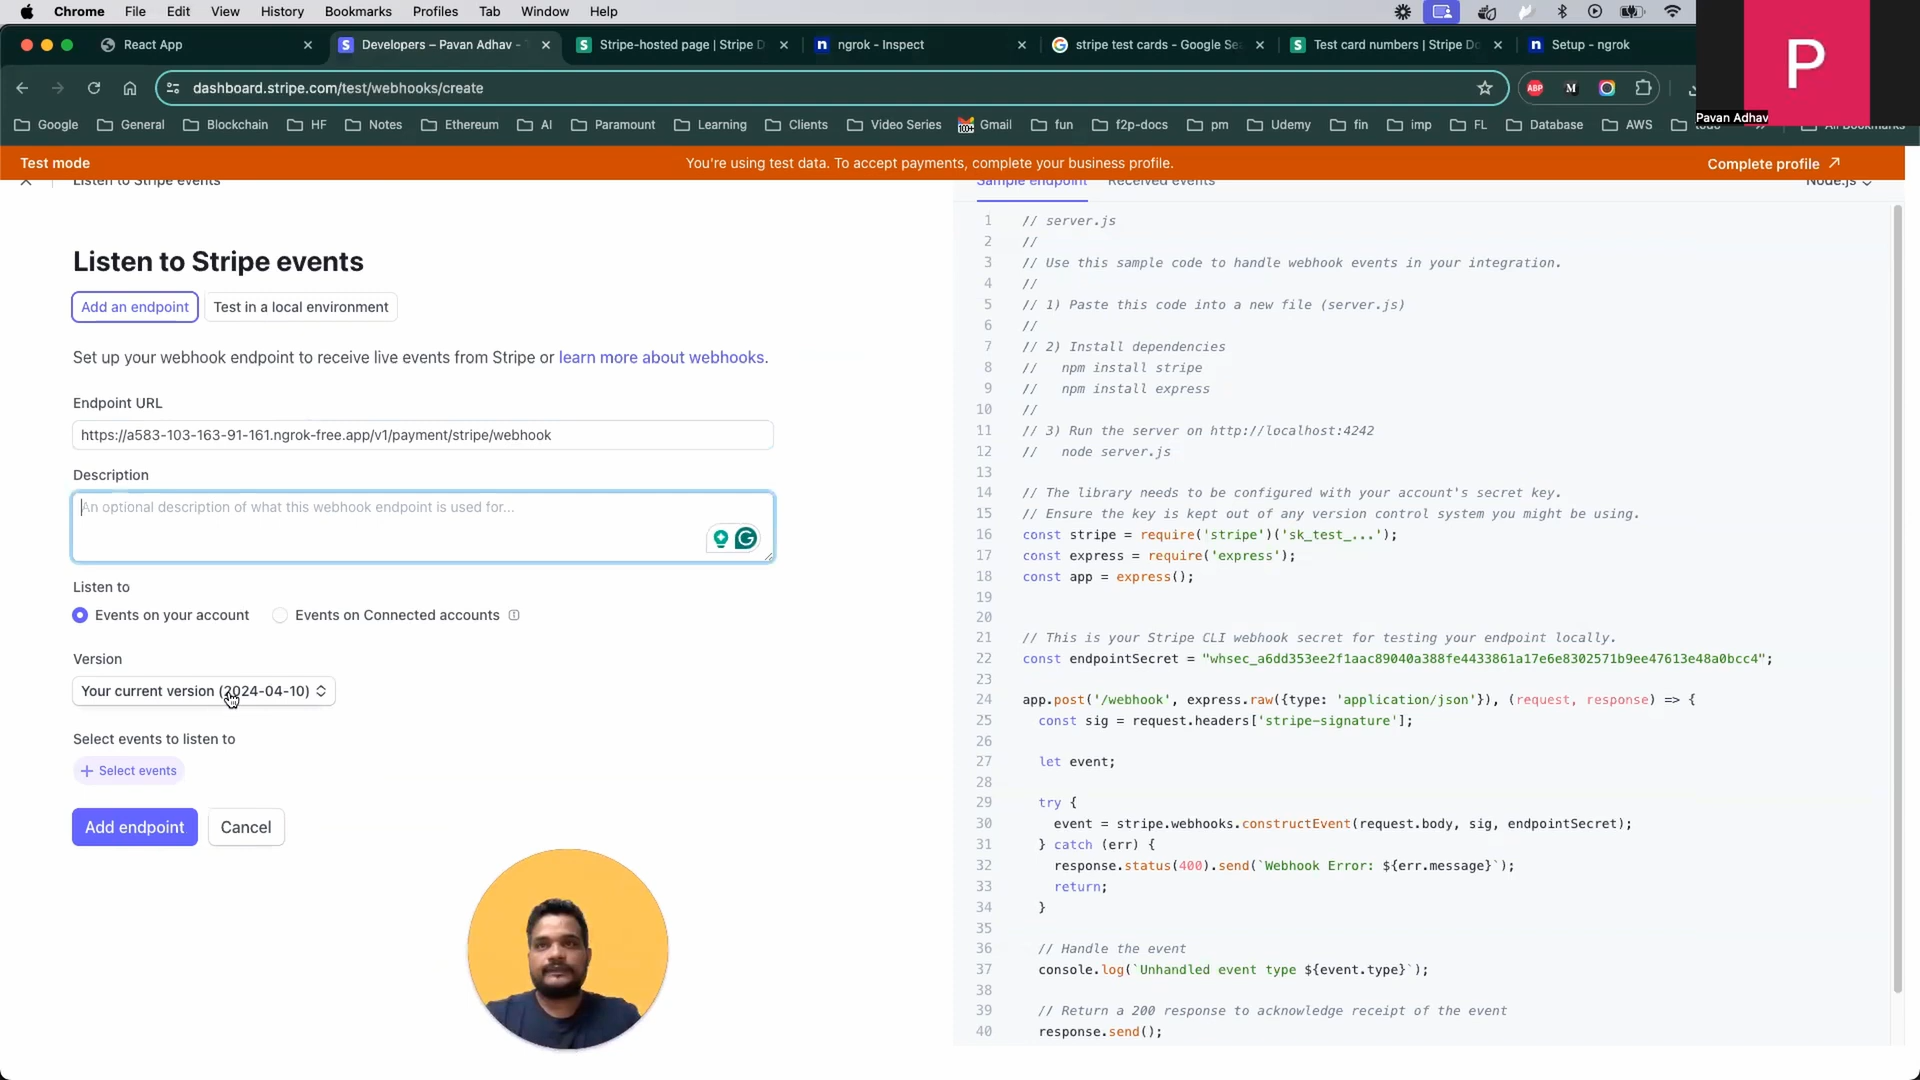 Chrome File Edit View History Bookmarks Profiles Tab Window Help
React App
Developers – Pavan Adhav -
Stripe-hosted page | Stripe D
ngrok - Inspect
stripe test cards - Google Se
Test card numbers | Stripe Do
Setup - ngrok
dashboard.stripe.com/test/webhooks/create
ABP
M
P
Pavan Adhav
Google General Blockchain HF Notes Ethereum AI Paramount Learning Clients Video Series Gmail fun f2p-docs pm Udemy fin imp FL Database AWS todo All Bookmarks
Test mode
You're using test data. To accept payments, complete your business profile.
Complete profile
Listen to Stripe events
Sample endpoint Received events
Node.js
Listen to Stripe events
Add an endpoint
Test in a local environment
Set up your webhook endpoint to receive live events from Stripe or learn more about webhooks.
Endpoint URL
https://a583-103-163-91-161.ngrok-free.app/v1/payment/stripe/webhook
Description
An optional description of what this webhook endpoint is used for...
Listen to
Events on your account
Events on Connected accounts
Version
Your current version (2024-04-10)
Select events to listen to
+ Select events
Add endpoint
Cancel
1 // server.js
2 //
3 // Use this sample code to handle webhook events in your integration.
4 //
5 // 1) Paste this code into a new file (server.js)
6 //
7 // 2) Install dependencies
8 //   npm install stripe
9 //   npm install express
10 //
11 // 3) Run the server on http://localhost:4242
12 //   node server.js
13
14 // The library needs to be configured with your account's secret key.
15 // Ensure the key is kept out of any version control system you might be using.
16 const stripe = require('stripe')('sk_test_...');
17 const express = require('express');
18 const app = express();
19
20
21 // This is your Stripe CLI webhook secret for testing your endpoint locally.
22 const endpointSecret = "whsec_a6dd353ee2f1aac89040a388fe4433861a17e6e8302571b9ee47613e48a0bcc4";
23
24 app.post('/webhook', express.raw({type: 'application/json'}), (request, response) => {
25   const sig = request.headers['stripe-signature'];
26
27   let event;
28
29   try {
30     event = stripe.webhooks.constructEvent(request.body, sig, endpointSecret);
31   } catch (err) {
32     response.status(400).send(`Webhook Error: ${err.message}`);
33     return;
34   }
35
36   // Handle the event
37   console.log(`Unhandled event type ${event.type}`);
38
39   // Return a 200 response to acknowledge receipt of the event
40   response.send();